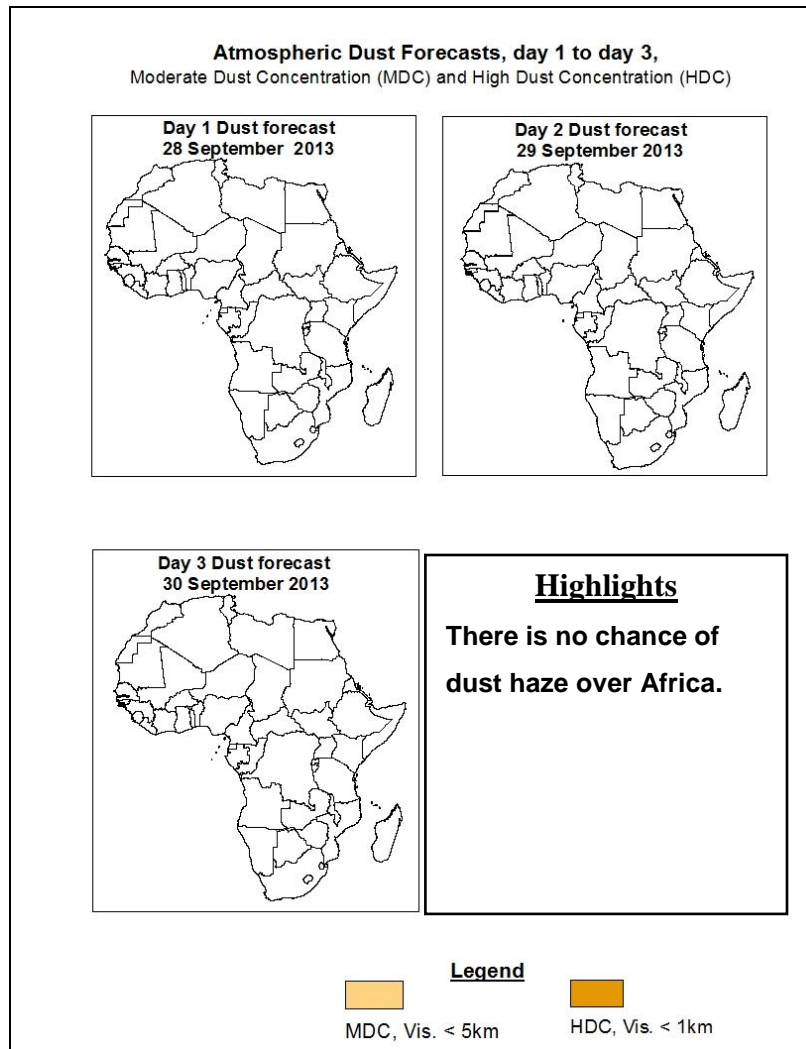 Atmospheric Dust Forecasts, day 1 to day 3,
Moderate Dust Concentration (MDC) and High Dust Concentration (HDC)
Day 1 Dust forecast
28 September 2013
Day 2 Dust forecast
29 September 2013
Day 3 Dust forecast
30 September 2013
Highlights
There is no chance of
dust haze over Africa.
Legend
MDC, Vis. < 5km
HDC, Vis. < 1km